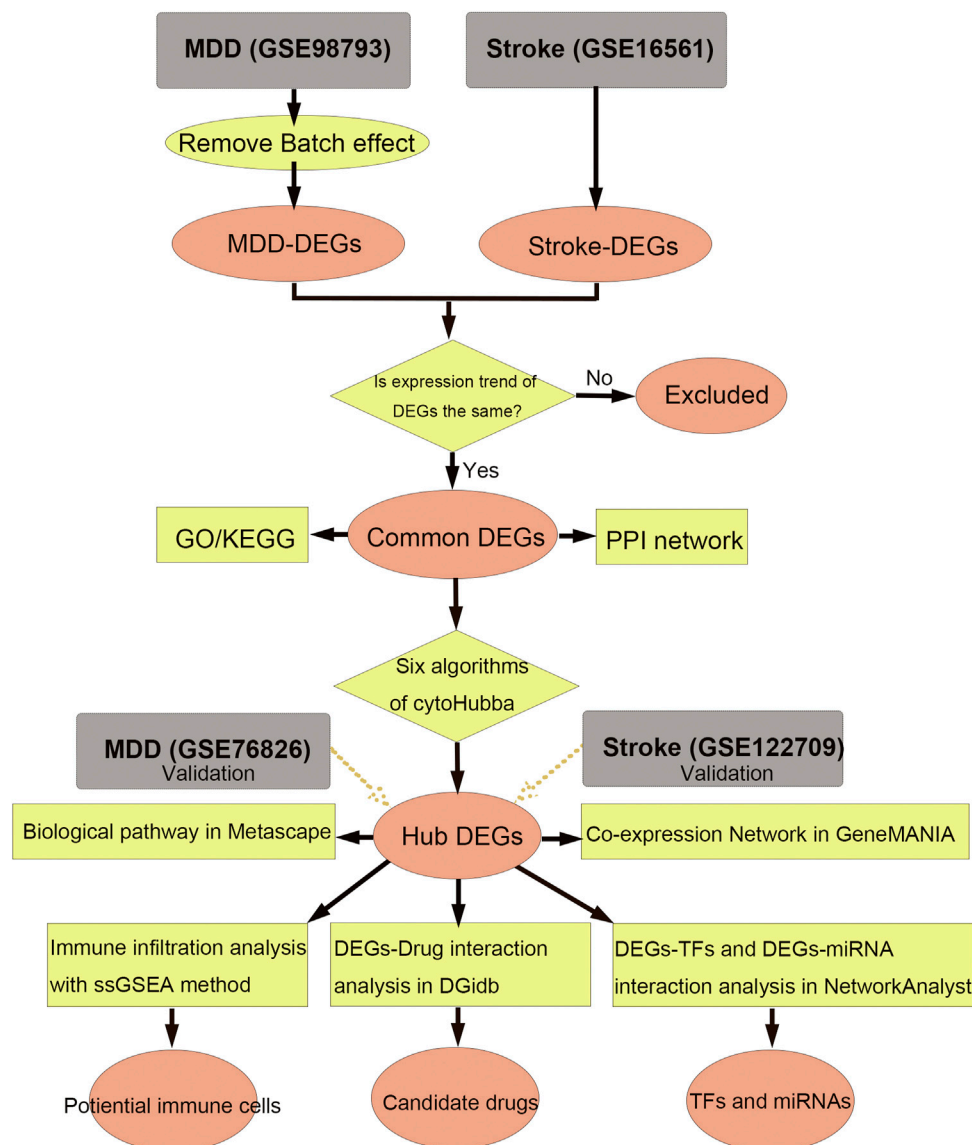 MDD (GSE98793)
Stroke (GSE16561)
Remove Batch effect
MDD-DEGs
Stroke-DEGs
Is expression trend of
DEGs the same?
No
Excluded
Yes
GO/KEGG
Common DEGs
PPI network
Six algorithms
of cytoHubba
MDD (GSE76826)
Validation
Stroke (GSE122709)
Validation
Biological pathway in Metascape
Hub DEGs
Co-expression Network in GeneMANIA
Immune infiltration analysis
with ssGSEA method
DEGs-Drug interaction
analysis in DGidb
DEGs-TFs and DEGs-miRNA
interaction analysis in NetworkAnalyst
Potiential immune cells
Candidate drugs
TFs and miRNAs